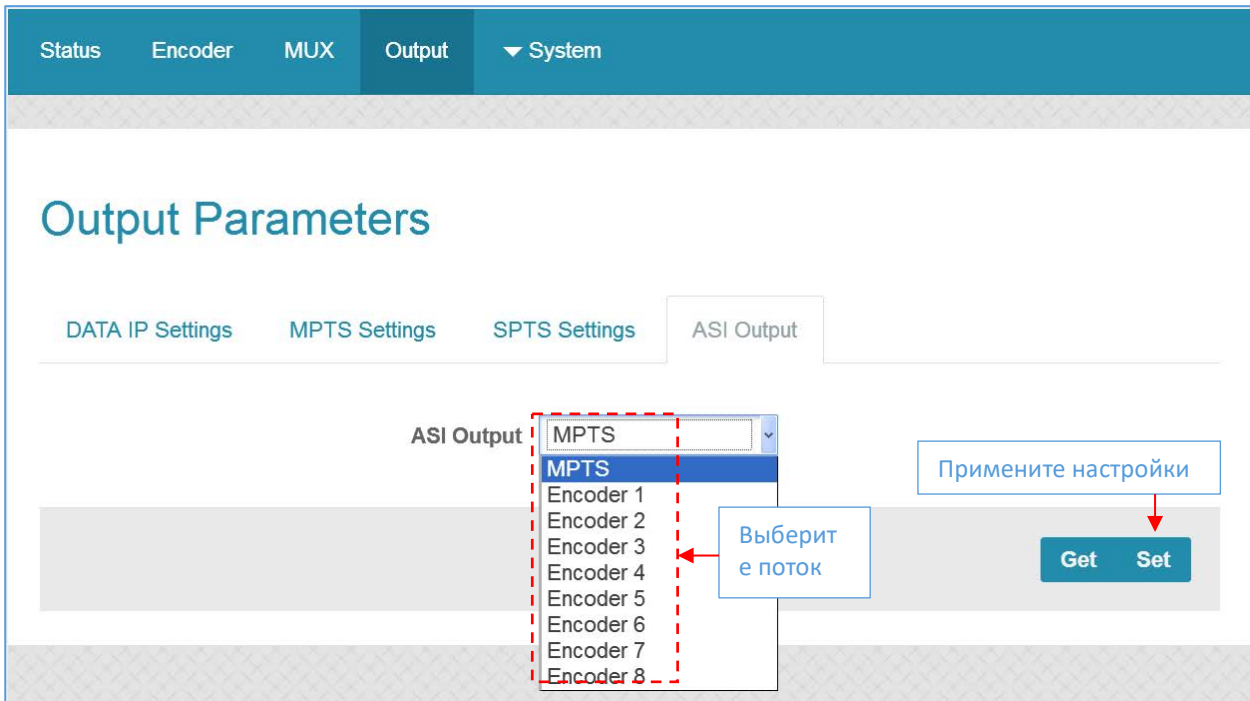 Status Encoder MUX Output System
Output Parameters
DATA IP Settings MPTS Settings SPTS Settings ASI Output
ASI Output MPTS
MPTS
Encoder 1
Encoder 2
Encoder 3
Encoder 4
Encoder 5
Encoder 6
Encoder 7
Encoder 8
Выберит
е поток
Примените настройки
Get Set